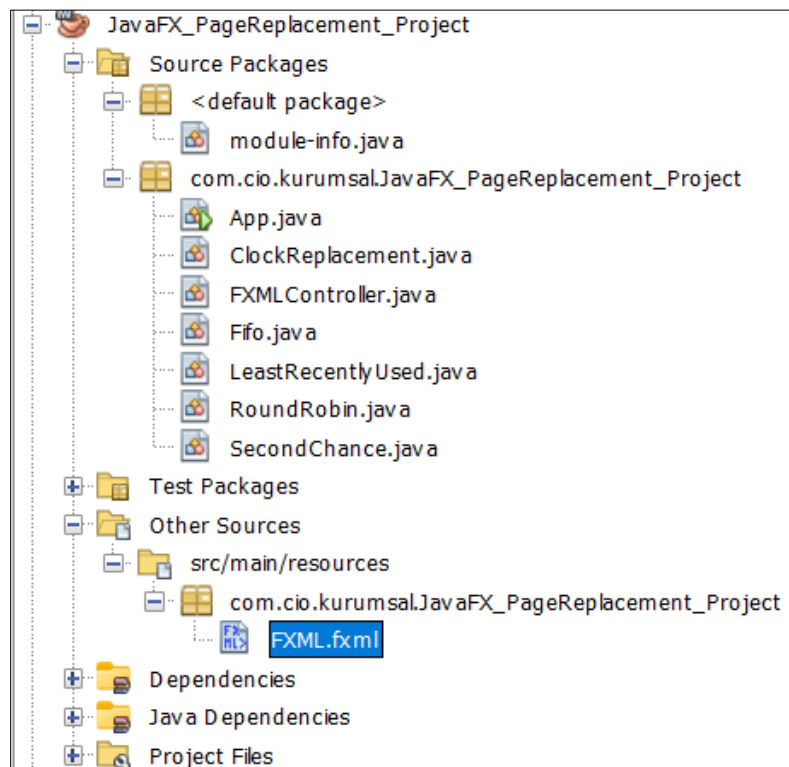 JavaFX_PageReplacement_Project
Source Packages
<default package>
module-info.java
com.cio.kurumsal.JavaFX_PageReplacement_Project
App.java
ClockReplacement.java
FXMLController.java
Fifo.java
LeastRecentlyUsed.java
RoundRobin.java
SecondChance.java
Test Packages
Other Sources
src/main/resources
com.cio.kurumsal.JavaFX_PageReplacement_Project
FXML.fxml
Dependencies
Java Dependencies
Project Files